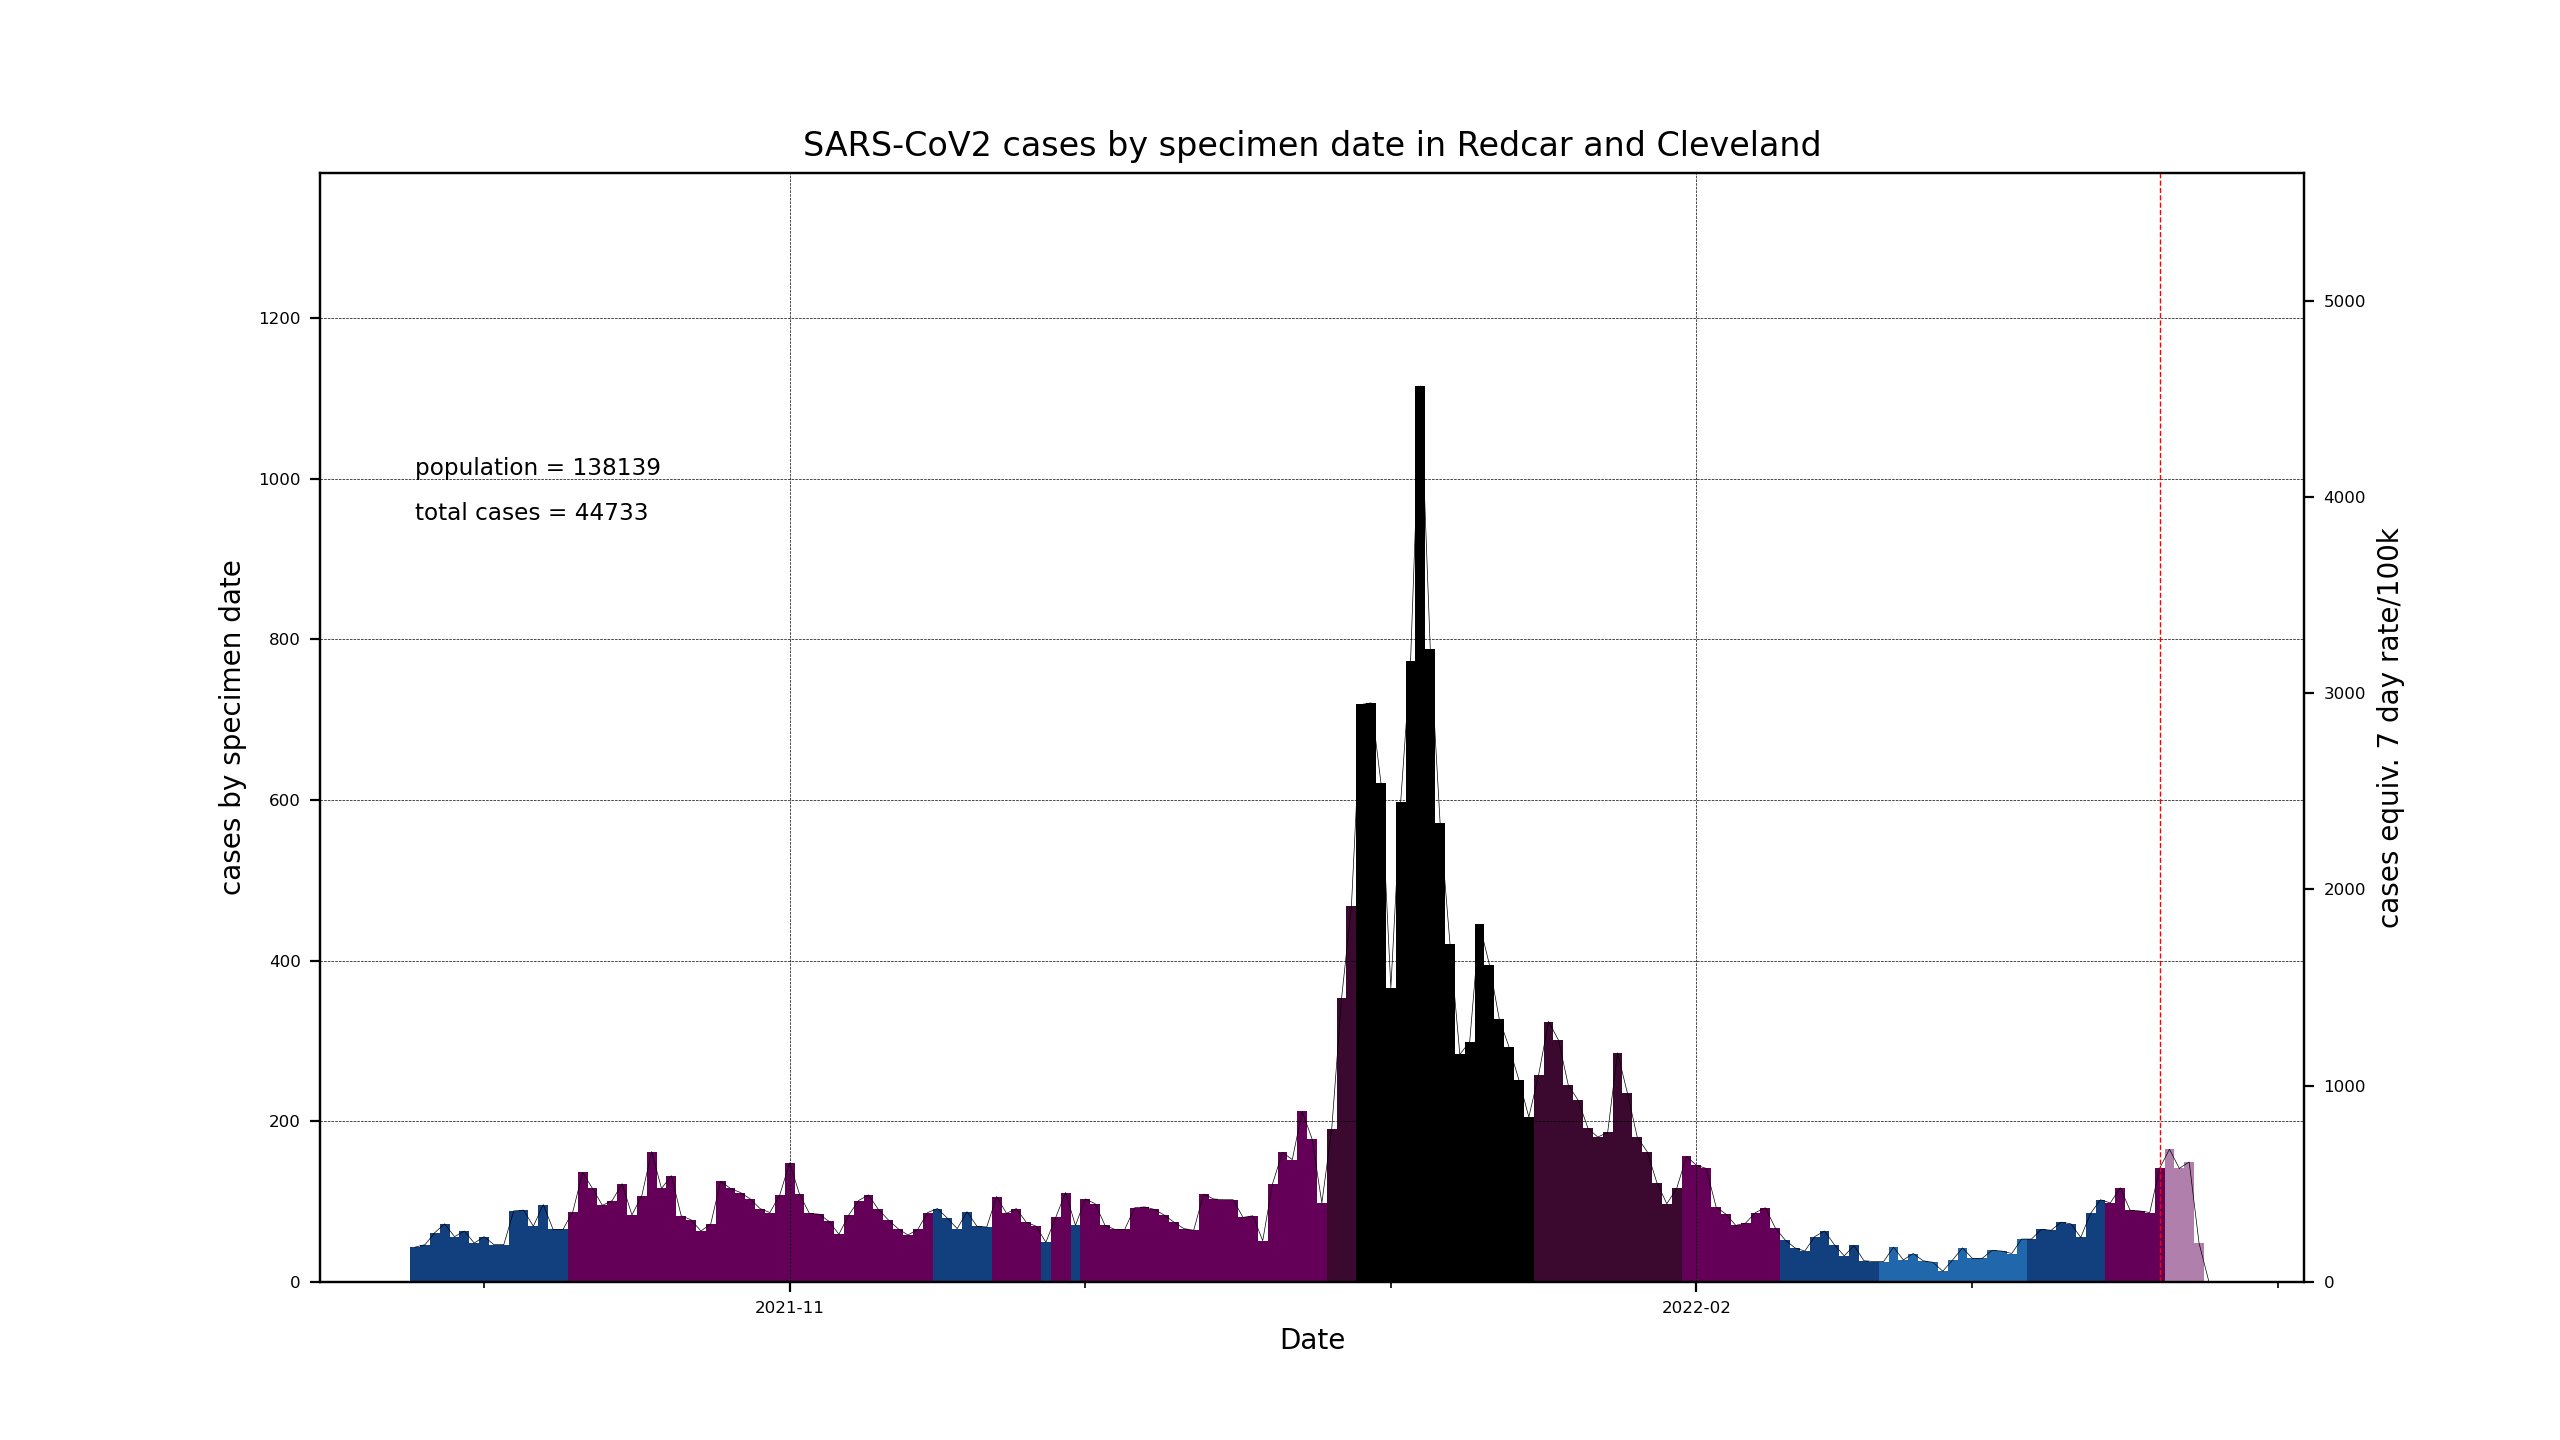 SARS-CoV2 cases by specimen date in Redcar and Cleveland
population = 138139
total cases = 44733
cases by specimen date
1200
1000
800
600
400
200
0
5000
4000
3000
2000
1000
0
cases equiv. 7 day rate/100k
2021-11
2022-02
Date